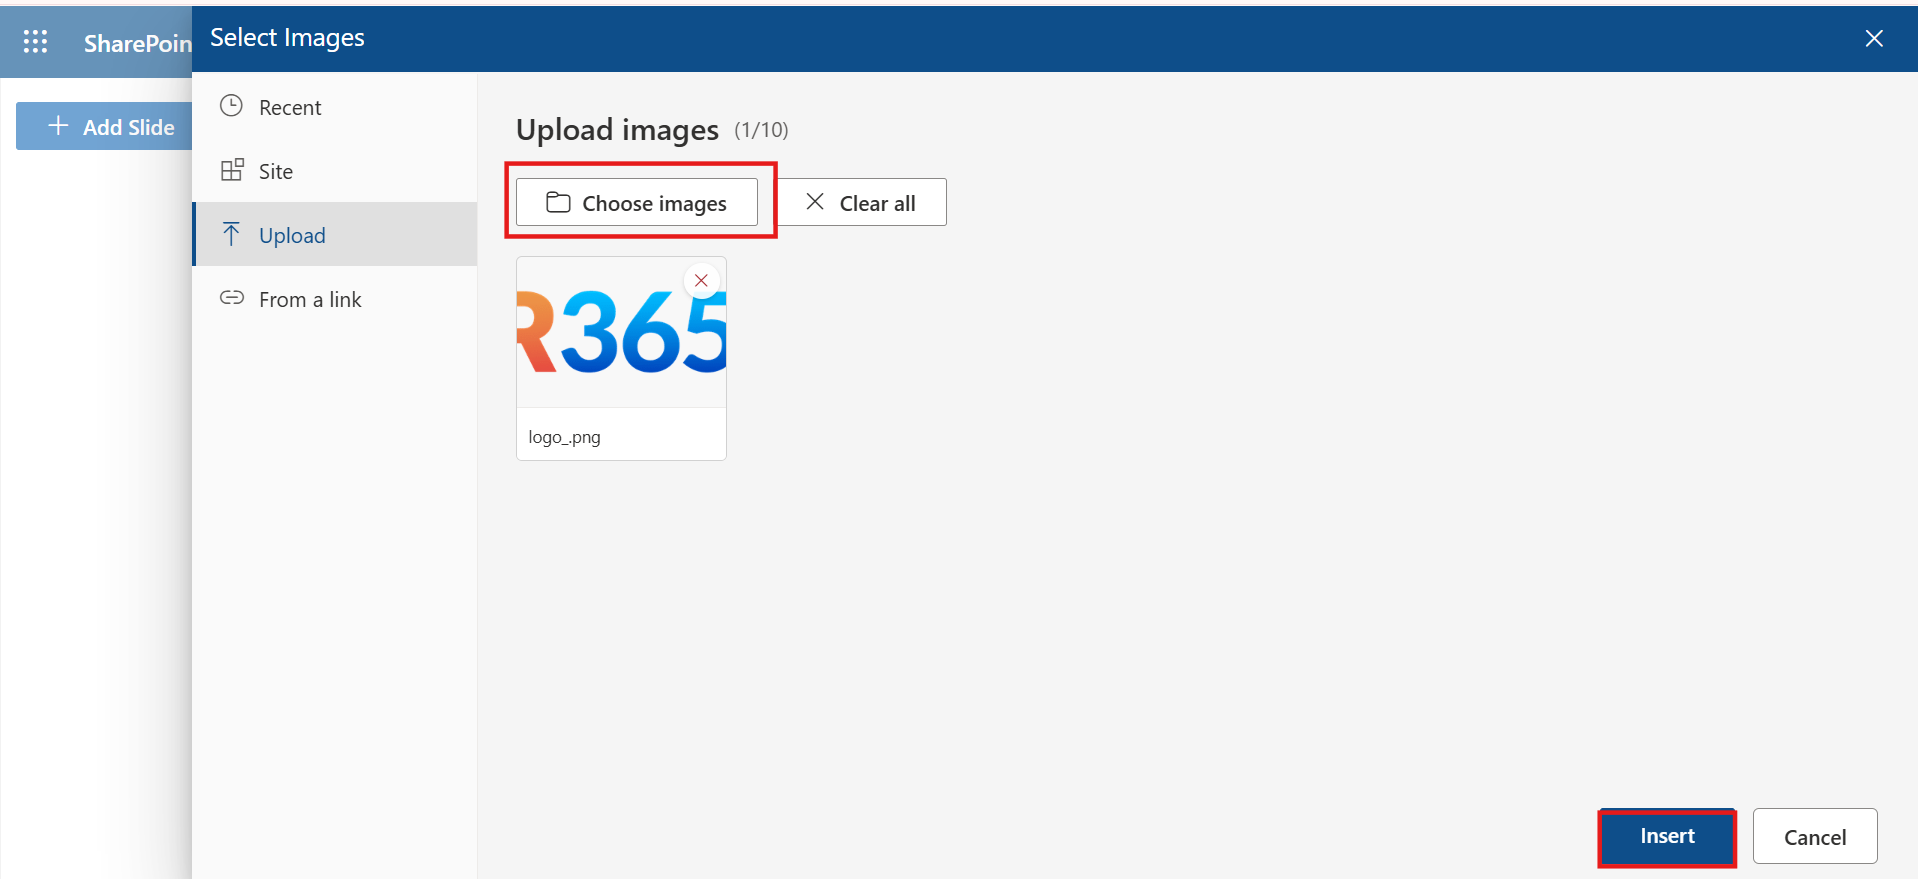 SharePoin
Select Images
Add Slide
Recent
Site
Upload
From a link
Upload images (1/10)
Choose images
Clear all
R365
logo_.png
Insert
Cancel